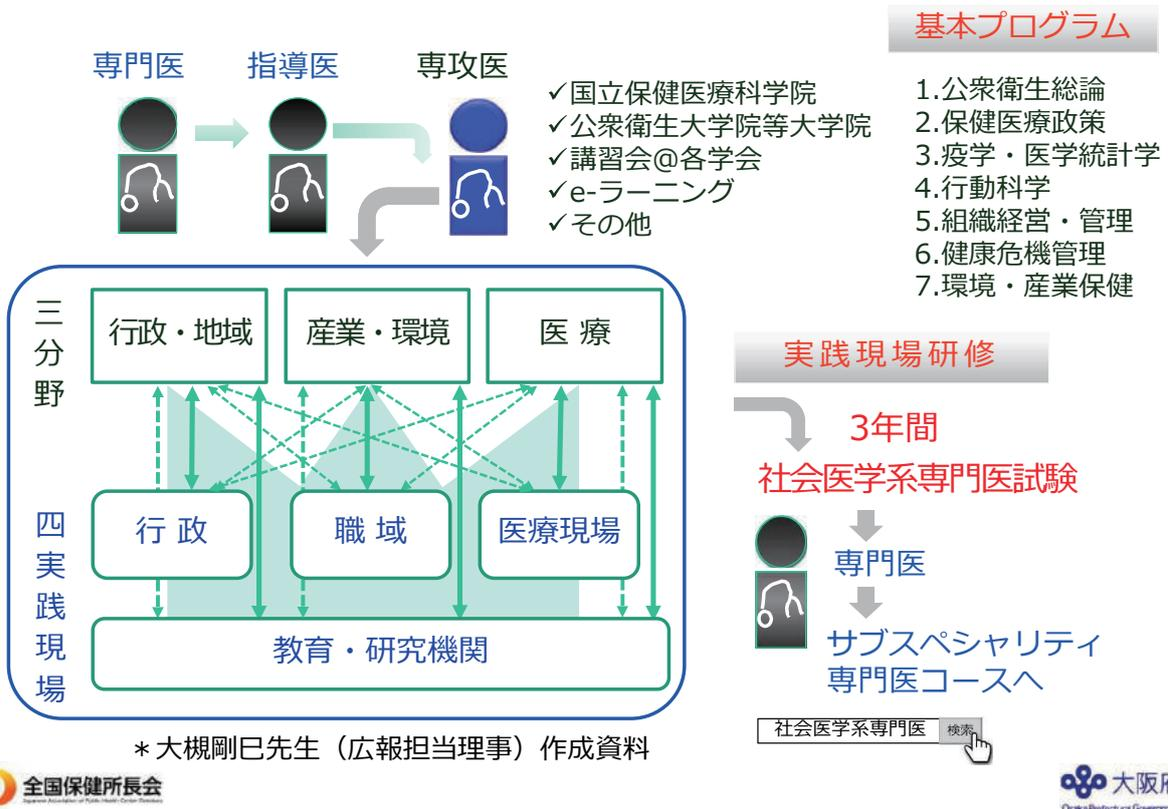 基本プログラム
専門医
指導医
専攻医
✓国立保健医療科学院
✓公衆衛生大学院等大学院
✓講習会@各学会
✓e-ラーニング
✓その他
1.公衆衛生総論
2.保健医療政策
3.疫学・医学統計学
4.行動科学
5.組織経営・管理
6.健康危機管理
7.環境・産業保健
三分野
行政・地域
産業・環境
医 療
四実践現場
行 政
職 域
医療現場
教育・研究機関
実践現場研修
3年間
社会医学系専門医試験
専門医
サブスペシャリティ
専門医コースへ
社会医学系専門医 検索
＊大槻剛巳先生（広報担当理事）作成資料
全国保健所長会
大阪府